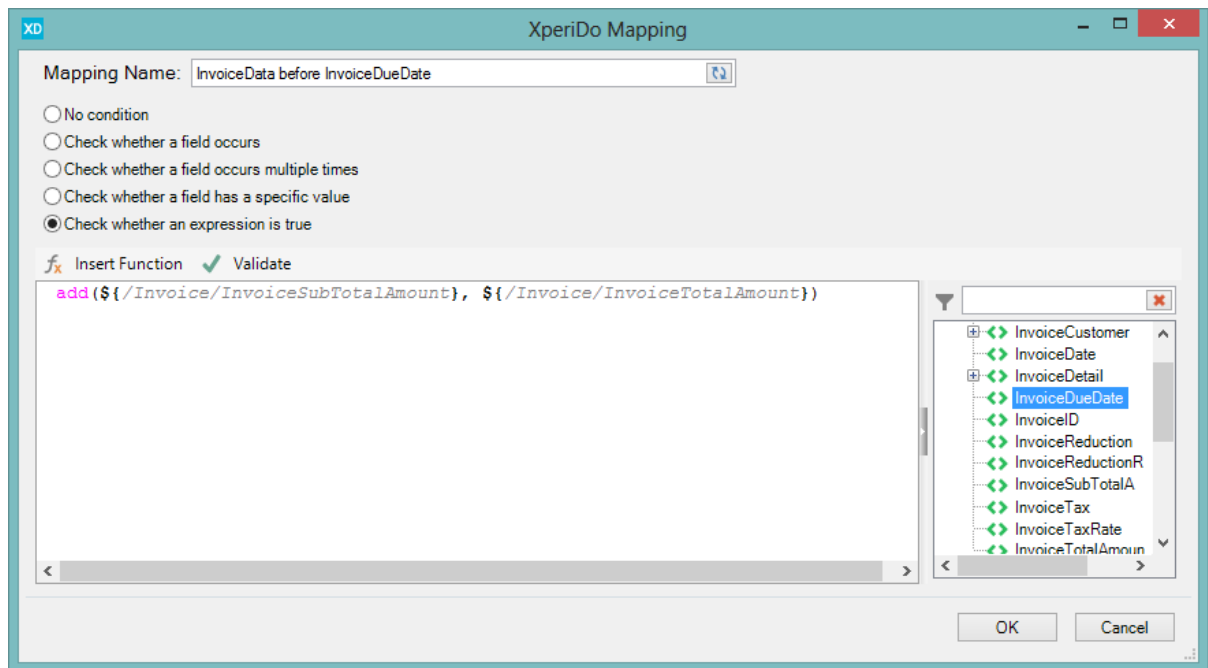 XD XperiDo Mapping
Mapping Name: InvoiceData before InvoiceDueDate
No condition
Check whether a field occurs
Check whether a field occurs multiple times
Check whether a field has a specific value
Check whether an expression is true
fx Insert Function Validate
add(${/Invoice/InvoiceSubTotalAmount}, ${/Invoice/InvoiceTotalAmount})
InvoiceCustomer
InvoiceDate
InvoiceDetail
InvoiceDueDate
InvoiceID
InvoiceReduction
InvoiceReductionR
InvoiceSubTotalA
InvoiceTax
InvoiceTaxRate
InvoiceTotalAmoun
OK Cancel